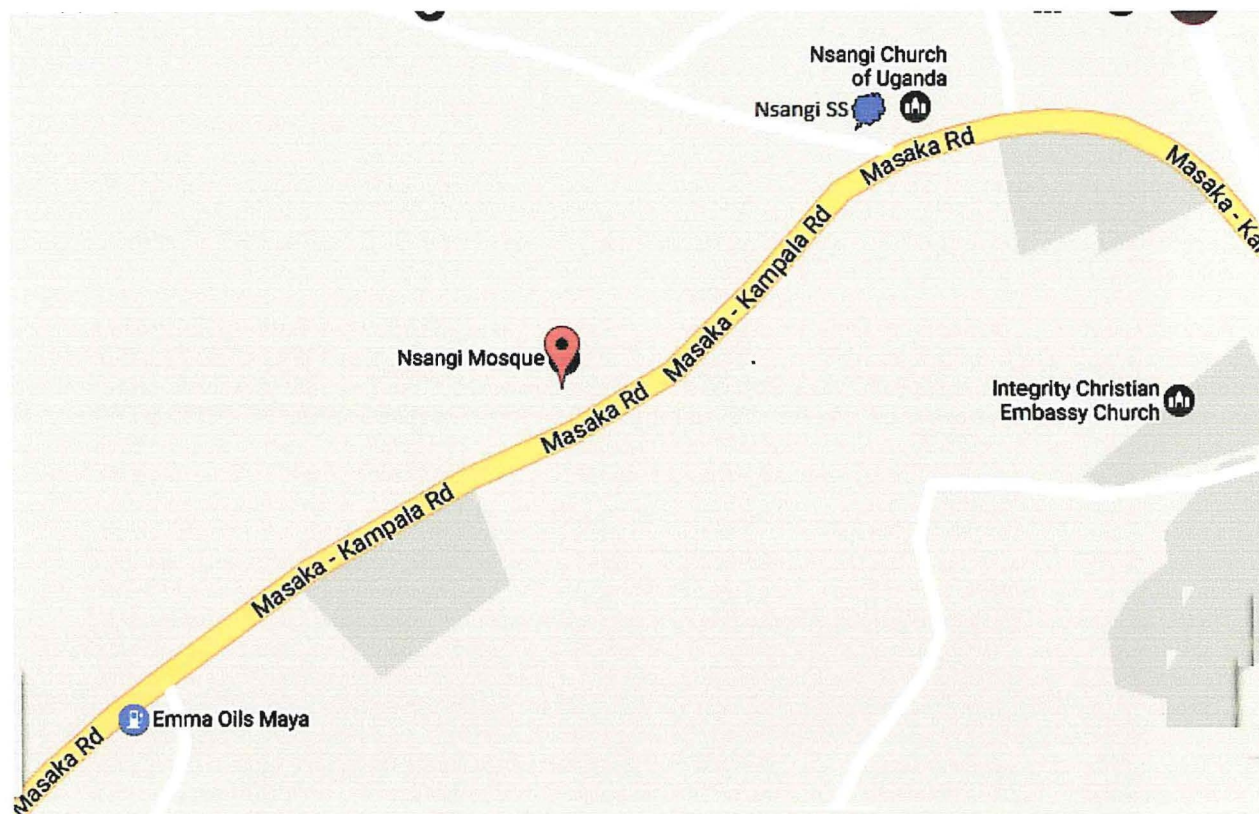 Nsangi Church
of Uganda
Nsangi SS
Masaka Rd
Masaka - Ka
Masaka - Kampala Rd
Nsangi Mosque
Masaka Rd
Integrity Christian
Embassy Church
Masaka - Kampala Rd
Emma Oils Maya
Masaka Rd